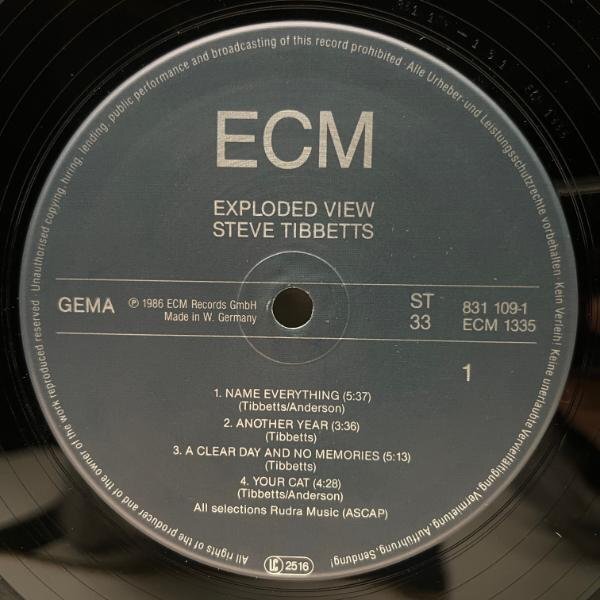 ECM
EXPLODED VIEW
STEVE TIBBETTS
GEMA
℗ 1986 ECM Records GmbH
Made in W. Germany
ST
33
831 109-1
ECM 1335
1
1. NAME EVERYTHING (5:37)
(Tibbetts/Anderson)
2. ANOTHER YEAR (3:36)
(Tibbetts)
3. A CLEAR DAY AND NO MEMORIES (5:13)
(Tibbetts)
4. YOUR CAT (4:28)
(Tibbetts/Anderson)
All selections Rudra Music (ASCAP)
LC 2516
All rights of the producer and of the owner of the work reproduced reserved. Unauthorised copying, hiring, lending, public performance and broadcasting of this record prohibited · Alle Urheber- und Leistungsschutzrechte vorbehalten. Kein Verleih! Keine unerlaubte Vervielfältigung, Vermietung, Aufführung, Sendung!